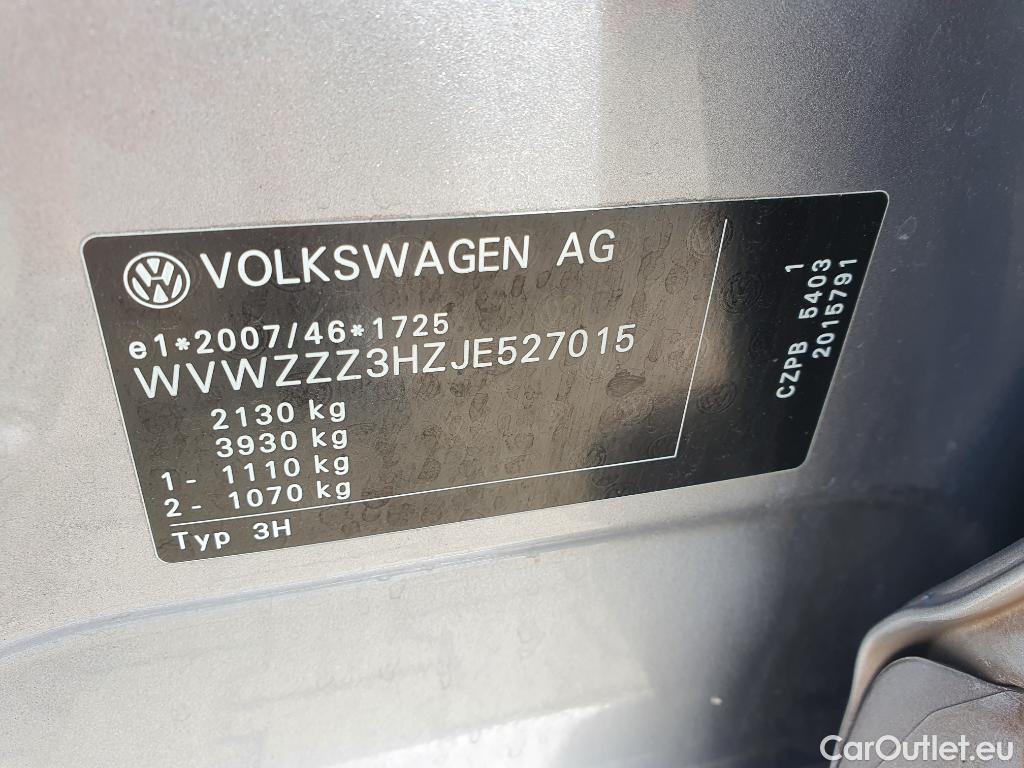 VOLKSWAGEN AG
e1*2007/46*1725
WVWZZZ3HZJE527015
2130 kg
3930 kg
1- 1110 kg
2- 1070 kg
Typ 3H
CZPB 5403 1
2015791
CarOutlet.eu